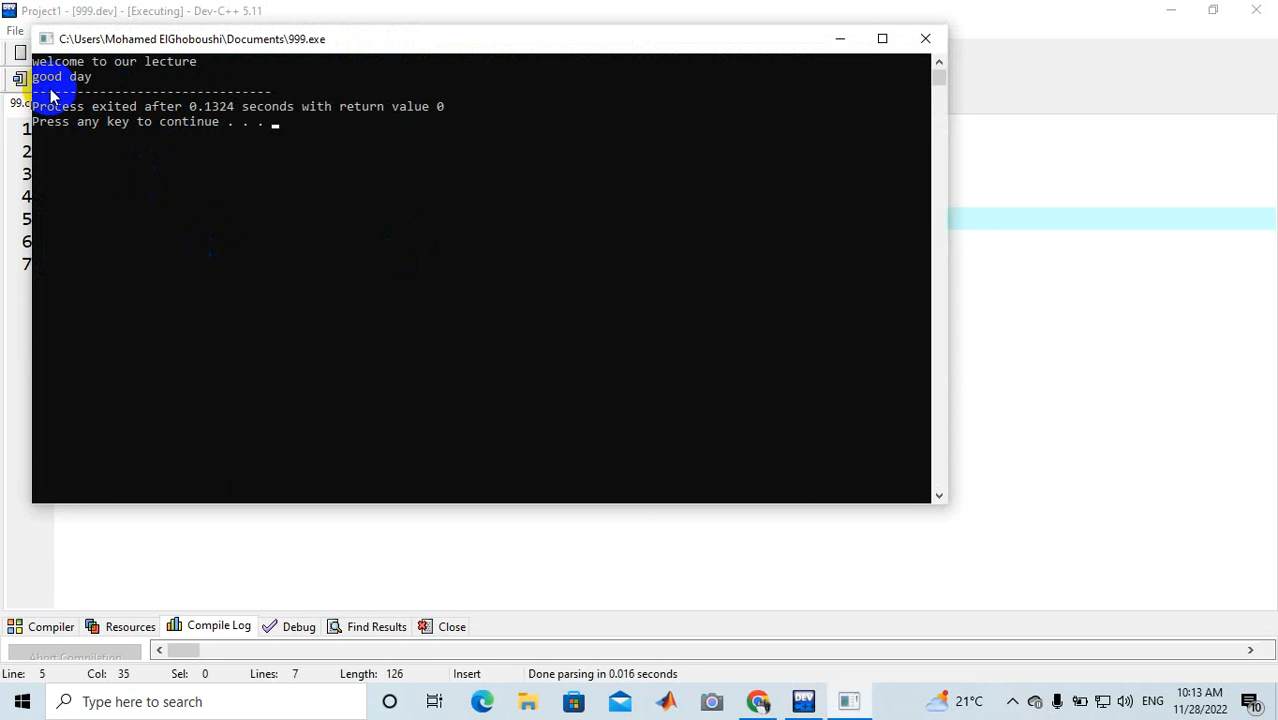 Project1 - [999.dev] - [Executing] - Dev-C++ 5.11
File
C:\Users\Mohamed ElGhoboushi\Documents\999.exe
welcome to our lecture
good day
--------------------------------
Process exited after 0.1324 seconds with return value 0
Press any key to continue . . .
1
2
3
4
5
6
7
Compiler
Resources
Compile Log
Debug
Find Results
Close
Abort Compilation
Line: 5 Col: 35 Sel: 0 Lines: 7 Length: 126 Insert Done parsing in 0.016 seconds
Type here to search
21°C
ENG
10:13 AM
11/28/2022
10